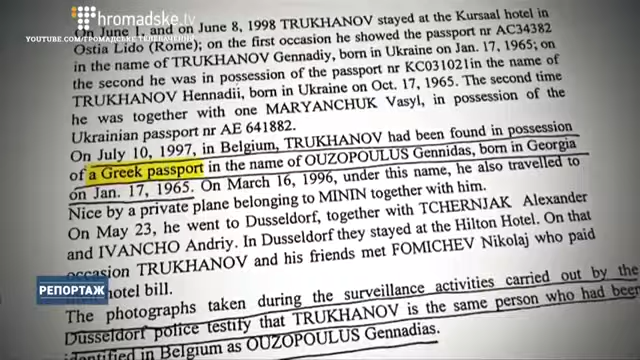 hromadske.tv
YOUTUBE.COM/ГРОМАДСЬКЕ ТЕЛЕБАЧЕННЯ
On June 1, and on June 8, 1998 TRUKHANOV stayed at the Kursaal hotel in
Ostia Lido (Rome); on the first occasion he showed the passport nr AC34382
in the name of TRUKHANOV Gennadiy, born in Ukraine on Jan. 17, 1965; on
the second he was in possession of the passport nr KC031021in the name of
TRUKHANOV Hennadii, born in Ukraine on Oct. 17, 1965. The second time
he was together with one MARYANCHUK Vasyl, in possession of the
Ukrainian passport nr AE 641882.
On July 10, 1997, in Belgium, TRUKHANOV had been found in possession
of a Greek passport in the name of OUZOPOULUS Gennidas, born in Georgia
on Jan. 17, 1965. On March 16, 1996, under this name, he also travelled to
Nice by a private plane belonging to MININ together with him.
On May 23, he went to Dusseldorf, together with TCHERNJAK Alexander
and IVANCHO Andriy. In Dusseldorf they stayed at the Hilton Hotel. On that
occasion TRUKHANOV and his friends met FOMICHEV Nikolaj who paid
hotel bill.
The photographs taken during the surveillance activities carried out by the
Dusseldorf police testify that TRUKHANOV is the same person who had been
identified in Belgium as OUZOPOULUS Gennadias.
РЕПОРТАЖ